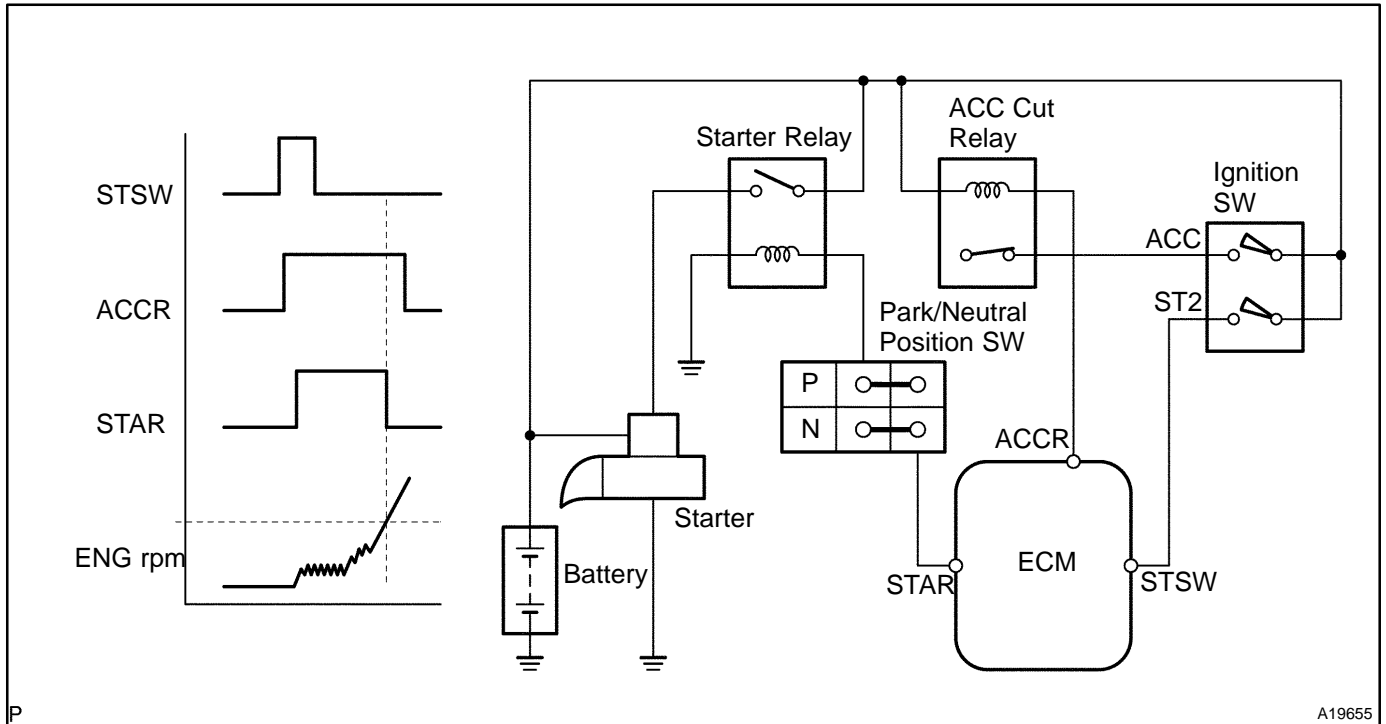 STSW
ACCR
STAR
ENG rpm
Starter Relay
ACC Cut
Relay
Ignition
SW
ACC
ST2
Park/Neutral
Position SW
P
N
ACCR
Starter
Battery
STAR
ECM
STSW
P
A19655